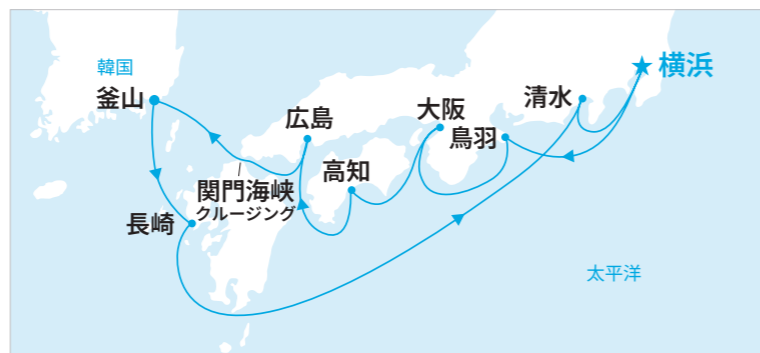 韓国
釜山
広島
大阪
清水
★横浜
鳥羽
高知
関門海峡
クルージング
長崎
太平洋